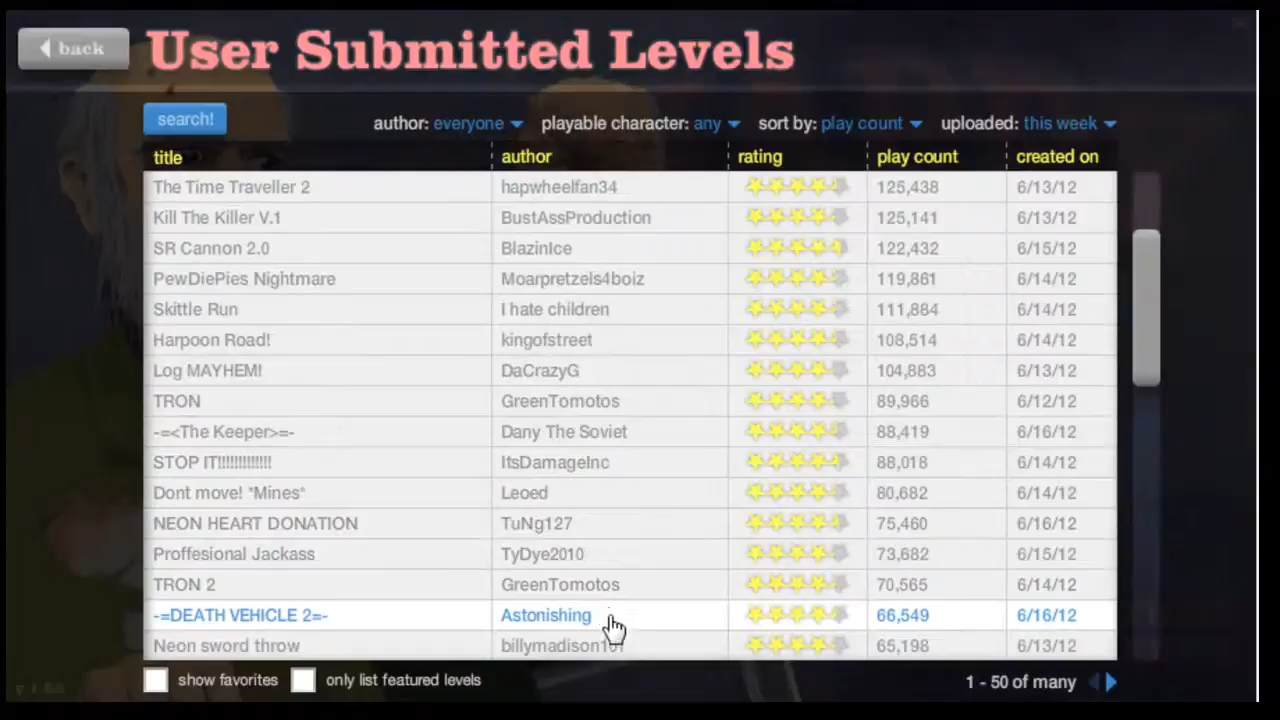 back
User Submitted Levels
search! author: everyone playable character: any sort by: play count uploaded: this week
title author rating play count created on
The Time Traveller 2 hapwheelfan34 125,438 6/13/12
Kill The Killer V.1 BustAssProduction 125,141 6/13/12
SR Cannon 2.0 BlazinIce 122,432 6/15/12
PewDiePies Nightmare Moarpretzels4boiz 119,861 6/14/12
Skittle Run I hate children 111,884 6/14/12
Harpoon Road! kingofstreet 108,514 6/14/12
Log MAYHEM! DaCrazyG 104,883 6/13/12
TRON GreenTomotos 89,966 6/12/12
-=<The Keeper>=- Dany The Soviet 88,419 6/16/12
STOP IT!!!!!!!!!!!!! ItsDamageInc 88,018 6/14/12
Dont move! *Mines* Leoed 80,682 6/14/12
NEON HEART DONATION TuNg127 75,460 6/16/12
Proffesional Jackass TyDye2010 73,682 6/15/12
TRON 2 GreenTomotos 70,565 6/14/12
-=DEATH VEHICLE 2=- Astonishing 66,549 6/16/12
Neon sword throw billymadison101 65,198 6/13/12
show favorites only list featured levels 1 - 50 of many